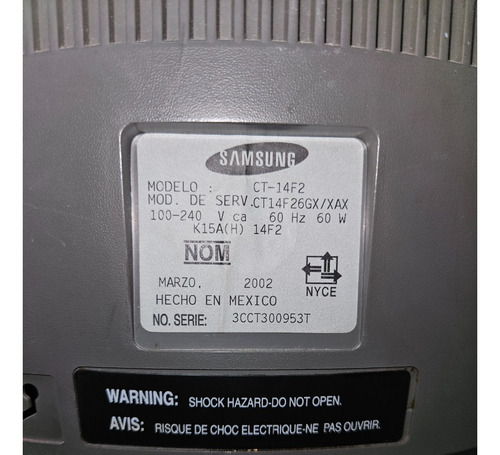 SAMSUNG
MODELO : CT-14F2
MOD. DE SERV.CT14F26GX/XAX
100-240 V ca 60 Hz 60 W
K15A(H) 14F2
NOM
MARZO, 2002
HECHO EN MEXICO
NYCE
NO. SERIE: 3CCT300953T
WARNING: SHOCK HAZARD-DO NOT OPEN.
AVIS: RISQUE DE CHOC ELECTRIQUE-NE PAS OUVRIR.